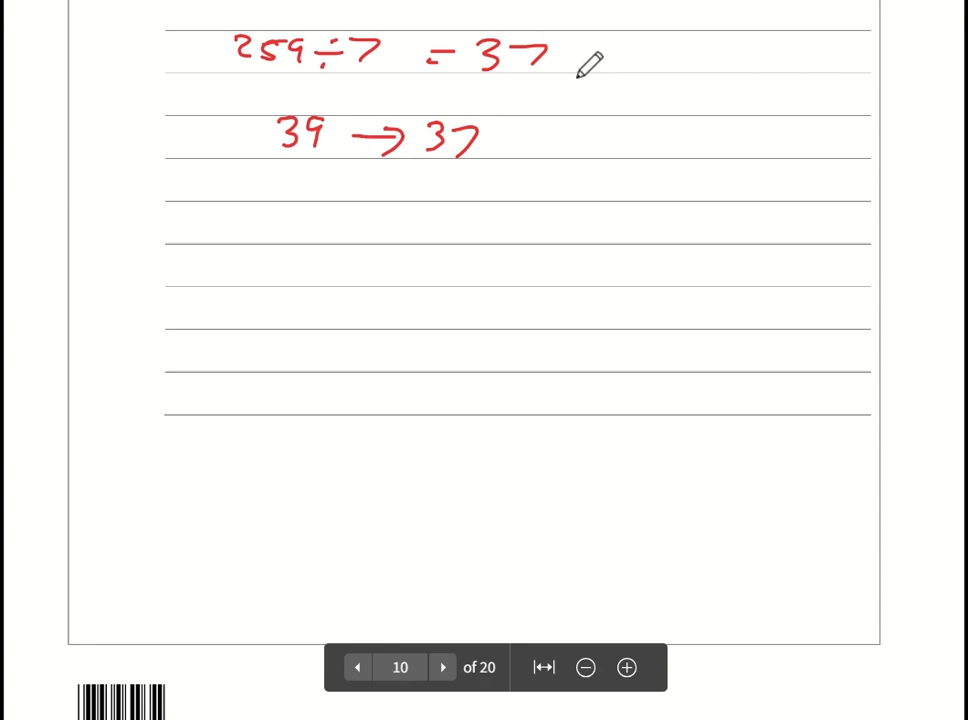 259÷7 = 37
39 → 37
10 of 20